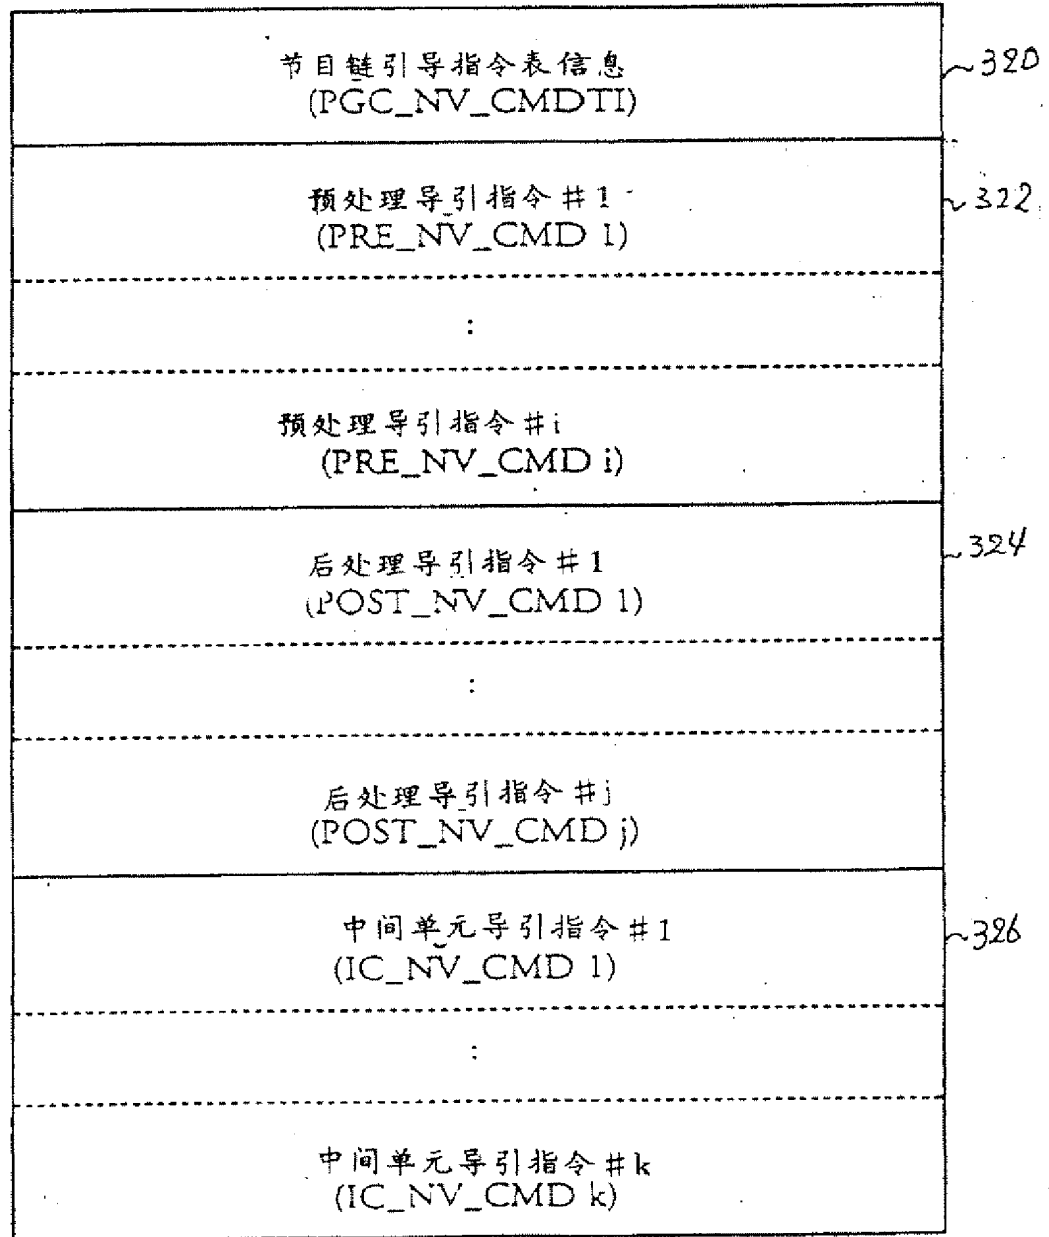 节目链引导指令表信息
(PGC_NV_CMDTI)
~320
预处理导引指令#1
(PRE_NV_CMD 1)
~322
:
预处理导引指令#i
(PRE_NV_CMD i)
后处理导引指令#1
(POST_NV_CMD 1)
~324
:
后处理导引指令#j
(POST_NV_CMD j)
中间单元导引指令#1
(IC_NV_CMD 1)
~326
:
中间单元导引指令#k
(IC_NV_CMD k)